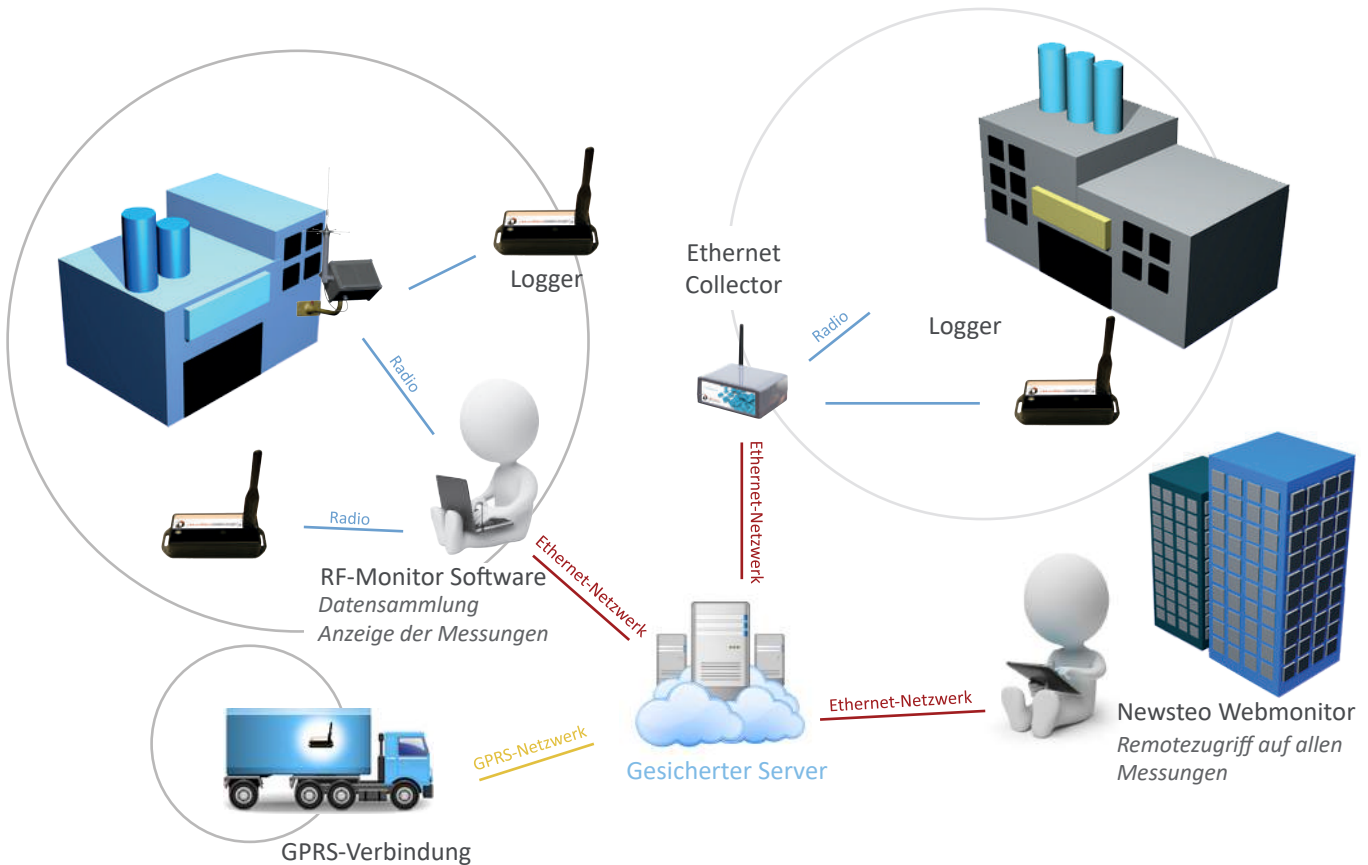 Logger
Radio
Radio
RF-Monitor Software
Datensammlung
Anzeige der Messungen
Ethernet
Collector
Radio
Logger
Ethernet-Netzwerk
Ethernet-Netzwerk
Ethernet-Netzwerk
GPRS-Netzwerk
Gesicherter Server
Newsteo Webmonitor
Remotezugriff auf allen
Messungen
GPRS-Verbindung